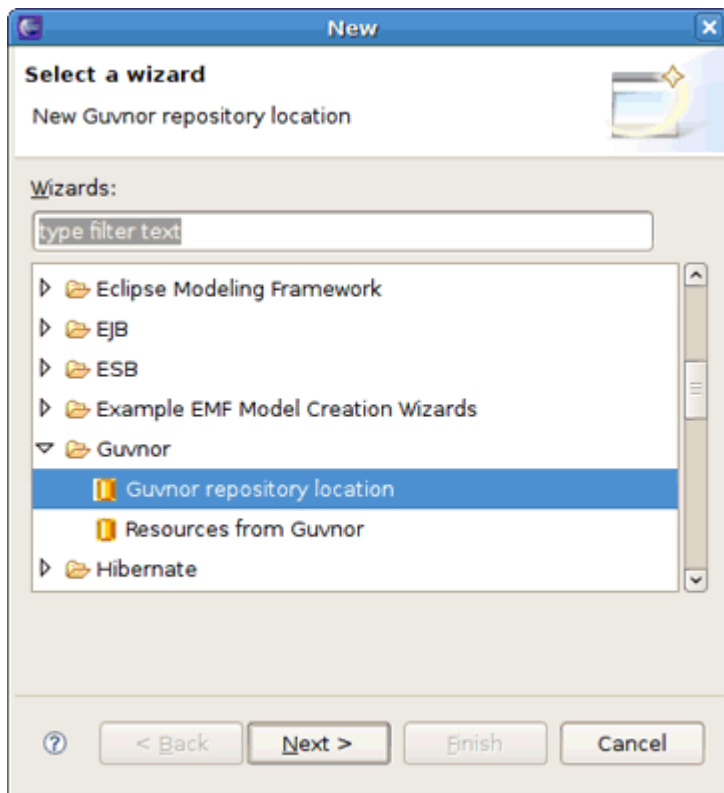 New
Select a wizard
New Guvnor repository location
Wizards:
type filter text
Eclipse Modeling Framework
EJB
ESB
Example EMF Model Creation Wizards
Guvnor
Guvnor repository location
Resources from Guvnor
Hibernate
? < Back Next > Finish Cancel